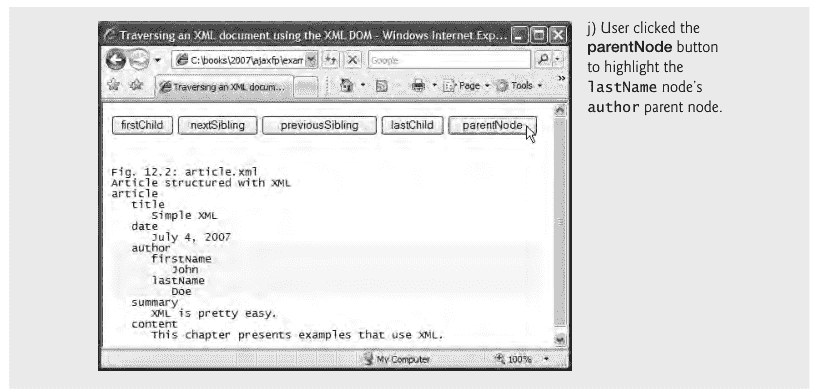 Traversing an XML document using the XML DOM - Windows Internet Exp...
C:\books\2007\ajaxfp\exam
Google
Traversing an XML docum...
Page
Tools
»
firstChild nextSibling previousSibling lastChild parentNode
Fig. 12.2: article.xml
Article structured with XML
article
title
Simple XML
date
July 4, 2007
author
firstName
John
lastName
Doe
summary
XML is pretty easy.
content
This chapter presents examples that use XML.
My Computer
100%
j) User clicked the
parentNode button
to highlight the
lastName node's
author parent node.